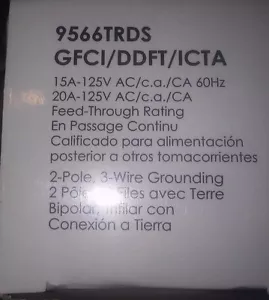 9566TRDS
GFCI/DDFT/ICTA
15A-125V AC/c.a./CA 60Hz
20A-125V AC/c.a./CA
Feed-Through Rating
En Passage Continu
Calificado para alimentación
posterior a otros tomacorrientes
2-Pole, 3-Wire Grounding
2 Pôles, Files avec Terre
Bipolar, Trifilar con
Conexión a Tierra